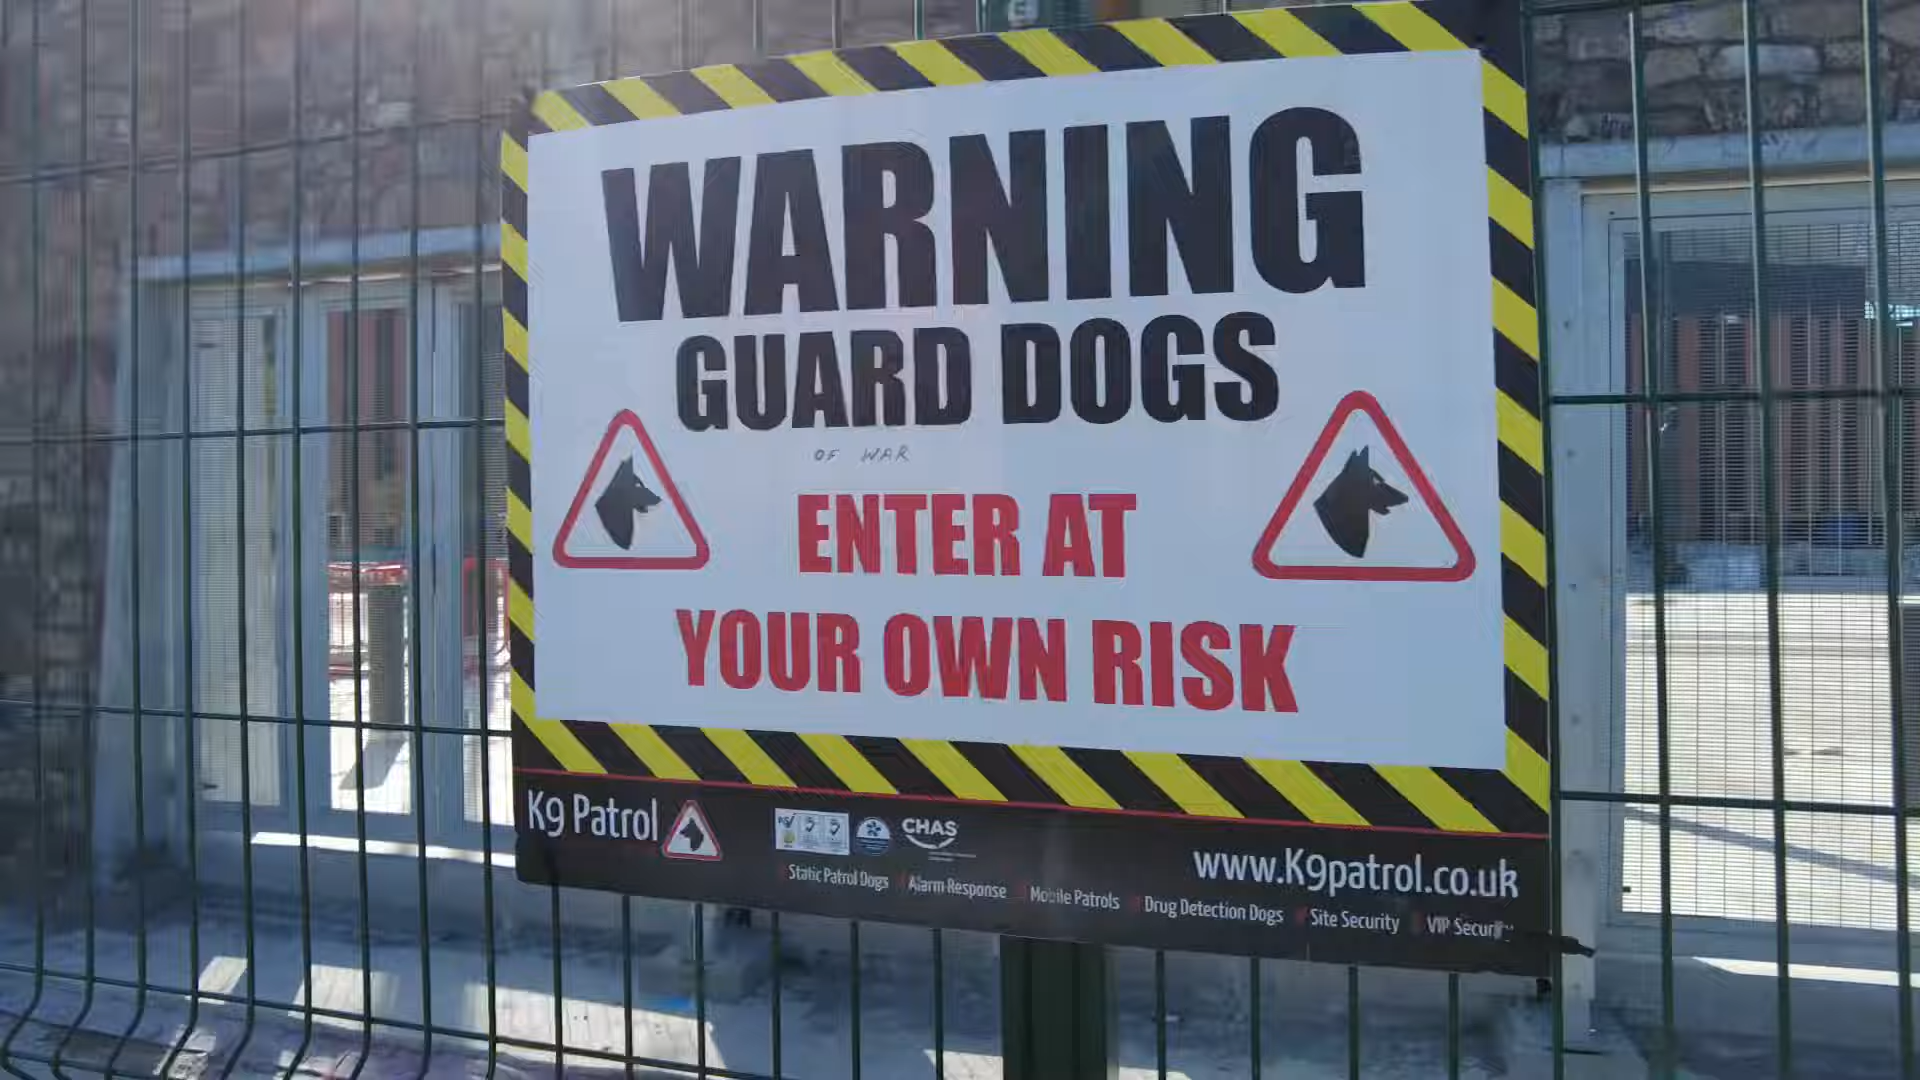 WARNING
GUARD DOGS
OF WAR
ENTER AT
YOUR OWN RISK
K9 Patrol
CHAS
www.K9patrol.co.uk
Static Patrol Dogs Alarm Response Mobile Patrols Drug Detection Dogs Site Security VIP Security